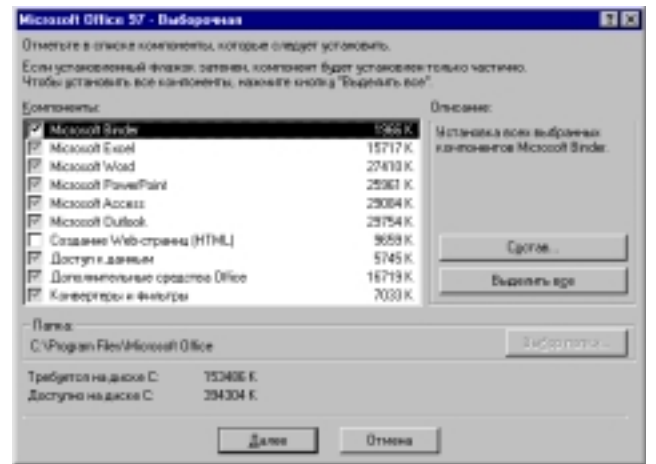 Microsoft Office 97 - Выборочная
Отметьте в списке компоненты, которые следует установить.
Если установленный флажок затенен, компонент будет установлен только частично.
Чтобы установить все компоненты, нажмите кнопку "Выделить все".
Компоненты:
Описание:
Microsoft Binder 1966 K
Microsoft Excel 15717 K
Microsoft Word 27410 K
Microsoft PowerPoint 25961 K
Microsoft Access 29084 K
Microsoft Outlook 29754 K
Создание Web-страниц (HTML) 9659 K
Доступ к данным 5745 K
Дополнительные средства Office 16719 K
Конвертеры и фильтры 7033 K
Установка всех выбранных
компонентов Microsoft Binder.
Состав...
Выделить все
Папка:
C:\Program Files\Microsoft Office
Выбор папки...
Требуется на диске C: 153486 K
Доступно на диске C: 394304 K
Далее
Отмена